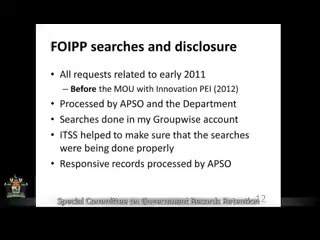 FOIPP searches and disclosure
• All requests related to early 2011
– Before the MOU with Innovation PEI (2012)
• Processed by APSO and the Department
• Searches done in my Groupwise account
• ITSS helped to make sure that the searches
were being done properly
• Responsive records processed by APSO
12
Special Committee on Government Records Retention